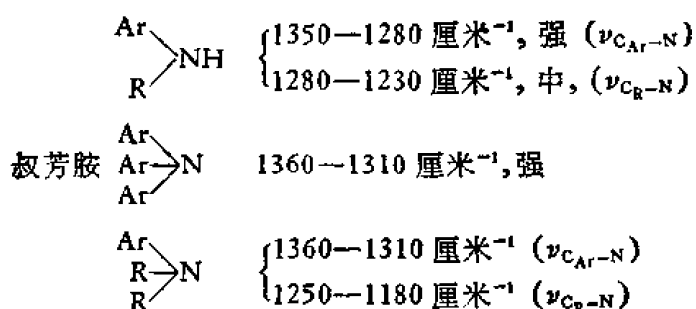 Ar
NH
R
1350—1280 厘米⁻¹, 强 (ν_{C_{Ar}—N})
1280—1230 厘米⁻¹, 中, (ν_{C_R—N})
叔芳胺
Ar
Ar
Ar
N
1360—1310 厘米⁻¹, 强
Ar
R
R
N
1360—1310 厘米⁻¹ (ν_{C_{Ar}—N})
1250—1180 厘米⁻¹ (ν_{C_R—N})